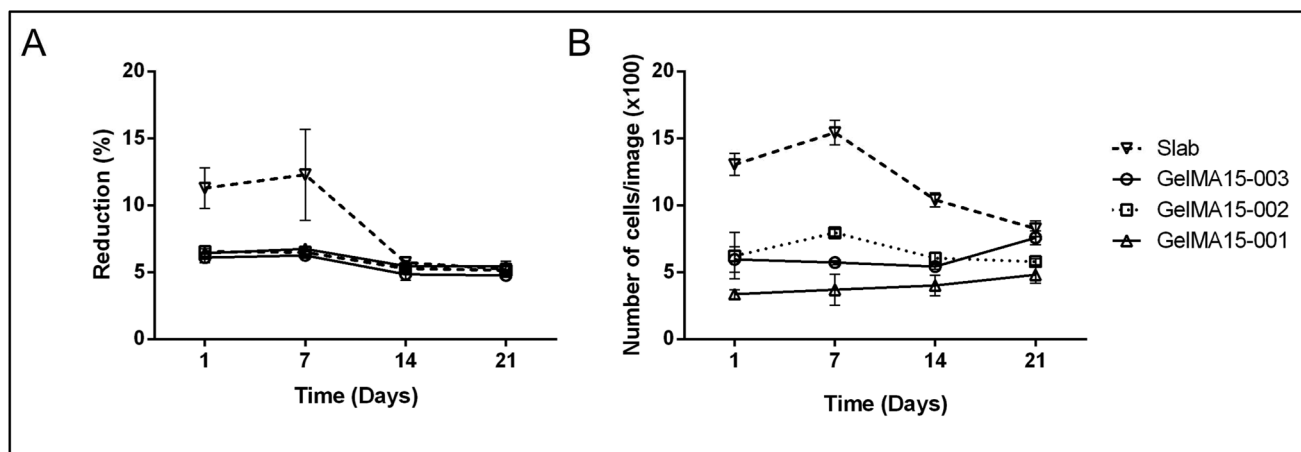 A
20
15
10
5
0
Reduction (%)
1 7 14 21
Time (Days)
B
20
15
10
5
0
Number of cells/image (x100)
1 7 14 21
Time (Days)
Slab
GelMA15-003
GelMA15-002
GelMA15-001